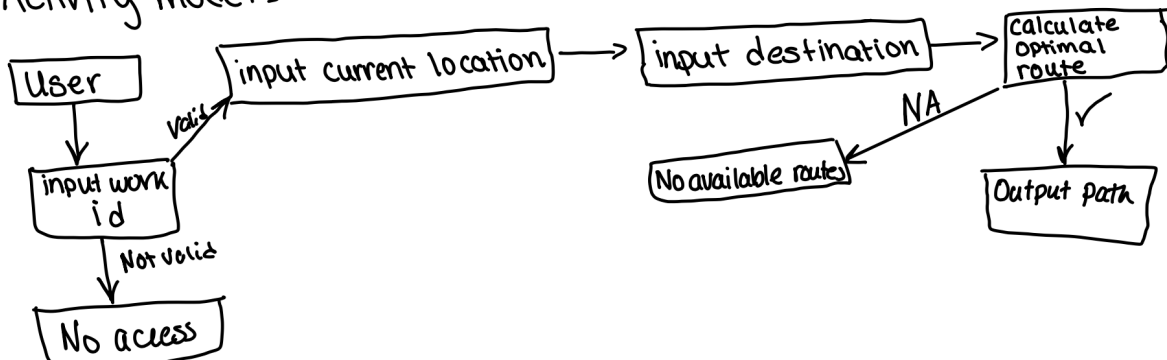 Activity Models
User
input work
id
Valid
Not valid
No acess
input current location
input destination
calculate
optimal
route
NA
No available routes
✓
Output path